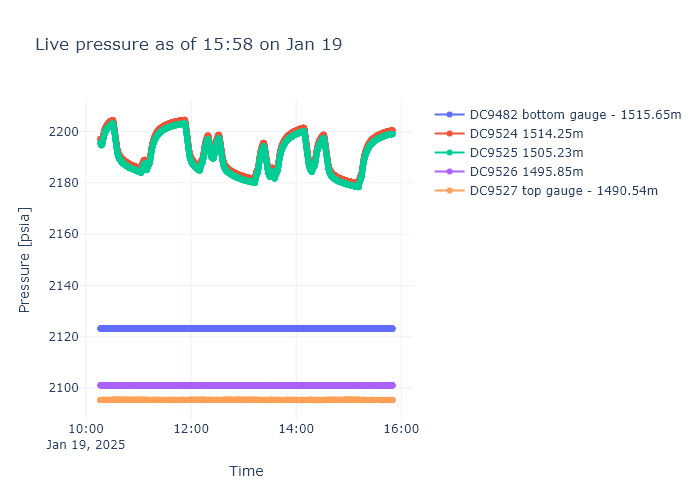 Live pressure as of 15:58 on Jan 19
DC9482 bottom gauge - 1515.65m
DC9524 1514.25m
DC9525 1505.23m
DC9526 1495.85m
DC9527 top gauge - 1490.54m
Pressure [psia]
2200
2180
2160
2140
2120
2100
10:00 12:00 14:00 16:00
Jan 19, 2025
Time